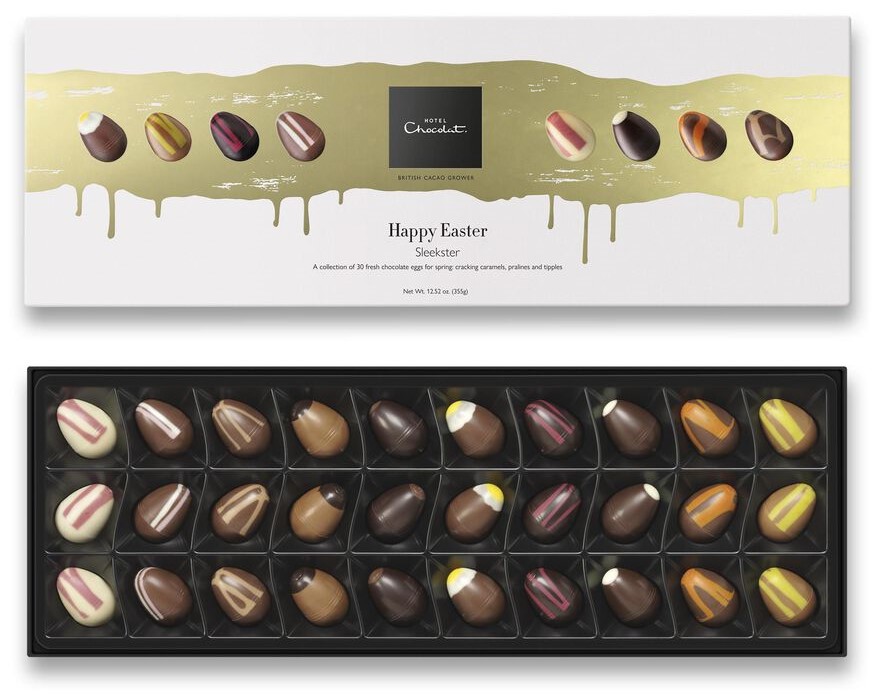 HOTEL
Chocolat.
BRITISH CACAO GROWER
Happy Easter
Sleekster
A collection of 30 fresh chocolate eggs for spring: cracking caramels, pralines and tipples
Net Wt. 12.52 oz. (355g)